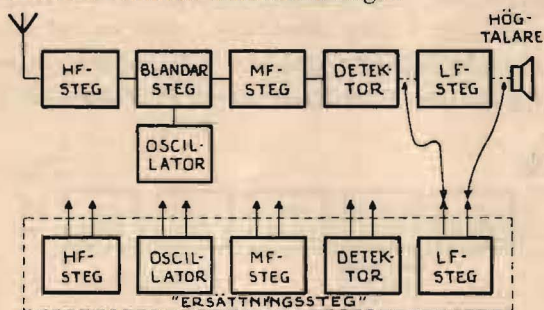 HÖG-
TALARE
HF-
STEG
BLANDAR
STEG
MF-
STEG
DETEK-
TOR
LF-
STEG
OSCIL-
LATOR
HF-
STEG
OSCIL-
LATOR
MF-
STEG
DETEK-
TOR
LF-
STEG
"ERSÄTTNINGSSTEG"